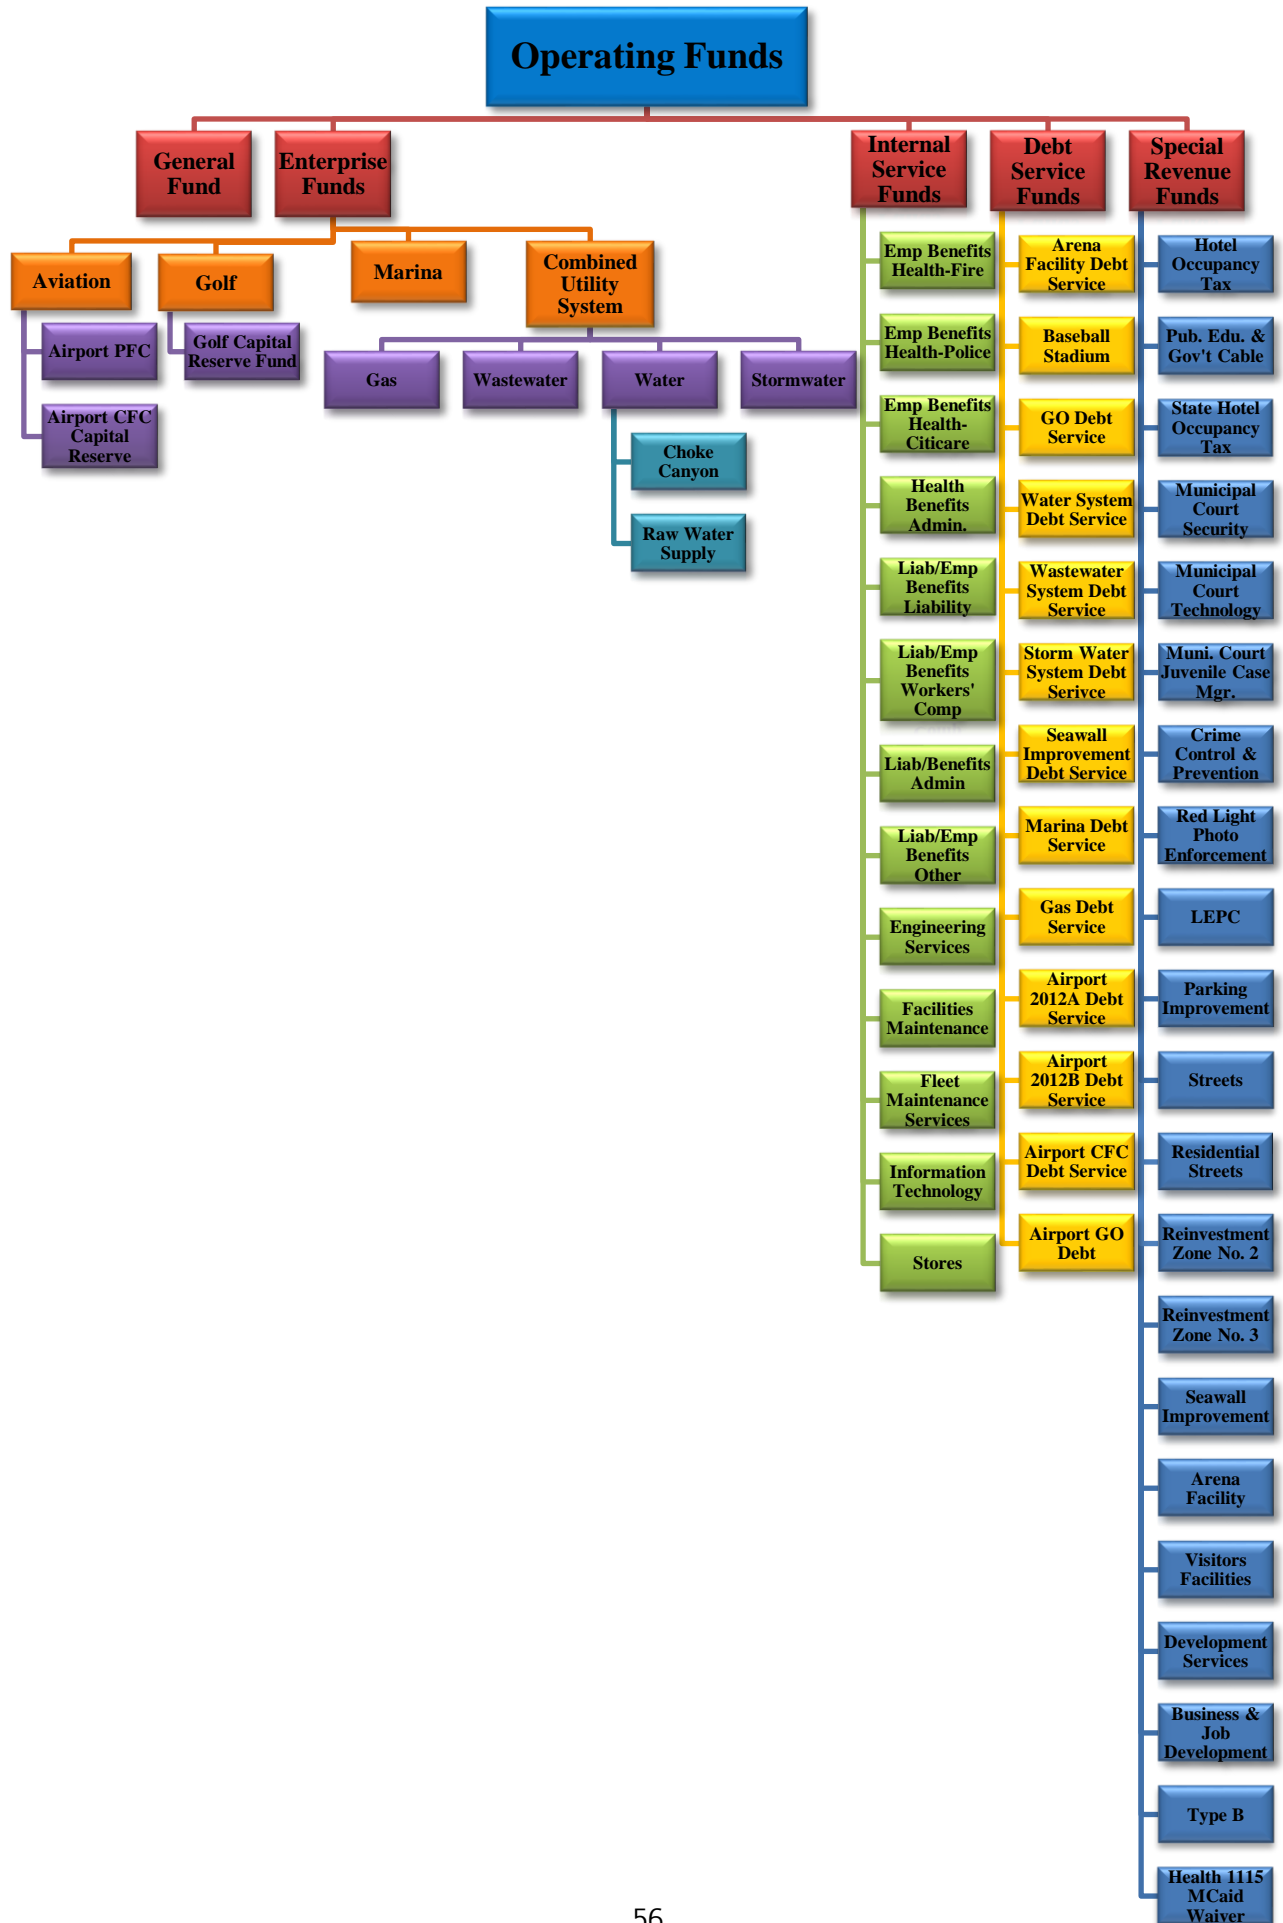 Operating Funds
General
Fund
Enterprise
Funds
Internal
Service
Funds
Debt
Service
Funds
Special
Revenue
Funds
Aviation
Golf
Marina
Combined
Utility
System
Airport PFC
Airport CFC
Capital
Reserve
Golf Capital
Reserve Fund
Gas
Wastewater
Water
Stormwater
Choke
Canyon
Raw Water
Supply
Emp Benefits
Health-Fire
Emp Benefits
Health-Police
Emp Benefits
Health-
Citicare
Health
Benefits
Admin.
Liab/Emp
Benefits
Liability
Liab/Emp
Benefits
Workers'
Comp
Liab/Benefits
Admin
Liab/Emp
Benefits
Other
Engineering
Services
Facilities
Maintenance
Fleet
Maintenance
Services
Information
Technology
Stores
Arena
Facility Debt
Service
Baseball
Stadium
GO Debt
Service
Water System
Debt Service
Wastewater
System Debt
Service
Storm Water
System Debt
Serivce
Seawall
Improvement
Debt Service
Marina Debt
Service
Gas Debt
Service
Airport
2012A Debt
Service
Airport
2012B Debt
Service
Airport CFC
Debt Service
Airport GO
Debt
Hotel
Occupancy
Tax
Pub. Edu. &
Gov't Cable
State Hotel
Occupancy
Tax
Municipal
Court
Security
Municipal
Court
Technology
Muni. Court
Juvenile Case
Mgr.
Crime
Control &
Prevention
Red Light
Photo
Enforcement
LEPC
Parking
Improvement
Streets
Residential
Streets
Reinvestment
Zone No. 2
Reinvestment
Zone No. 3
Seawall
Improvement
Arena
Facility
Visitors
Facilities
Development
Services
Business &
Job
Development
Type B
Health 1115
MCaid
Waiver
56